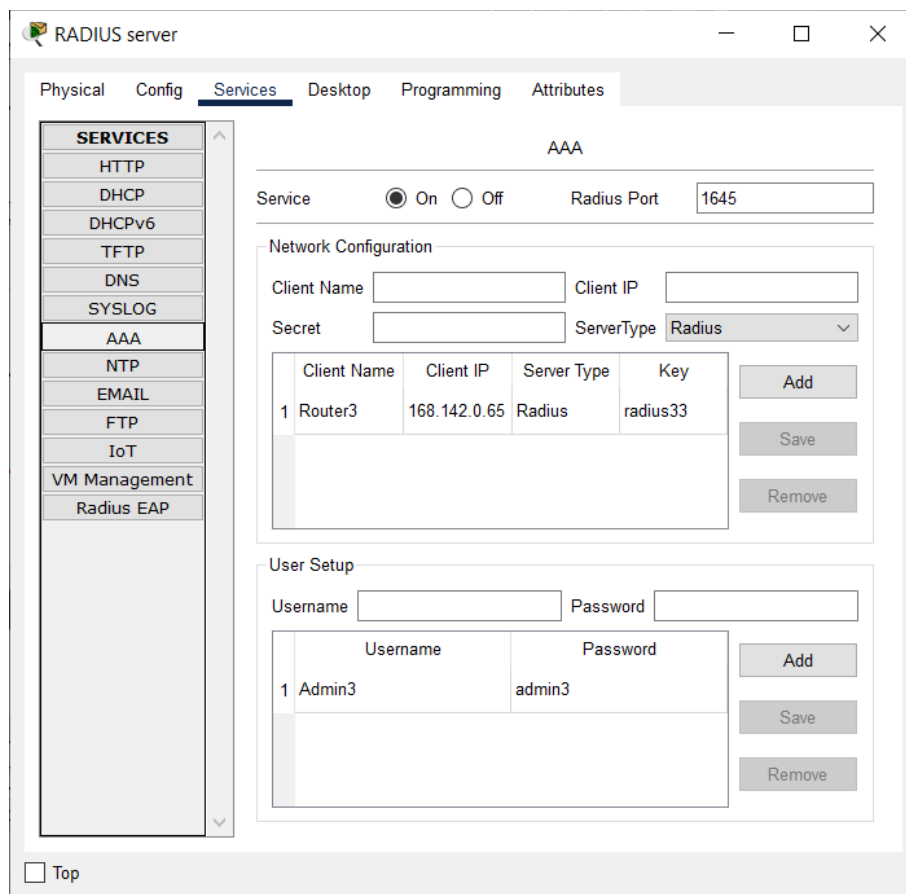 RADIUS server
Physical Config Services Desktop Programming Attributes
SERVICES
HTTP
DHCP
DHCPv6
TFTP
DNS
SYSLOG
AAA
NTP
EMAIL
FTP
IoT
VM Management
Radius EAP
AAA
Service On Off Radius Port 1645
Network Configuration
Client Name Client IP
Secret ServerType Radius
Client Name Client IP Server Type Key
1 Router3 168.142.0.65 Radius radius33
Add
Save
Remove
User Setup
Username Password
Username Password
1 Admin3 admin3
Add
Save
Remove
Top